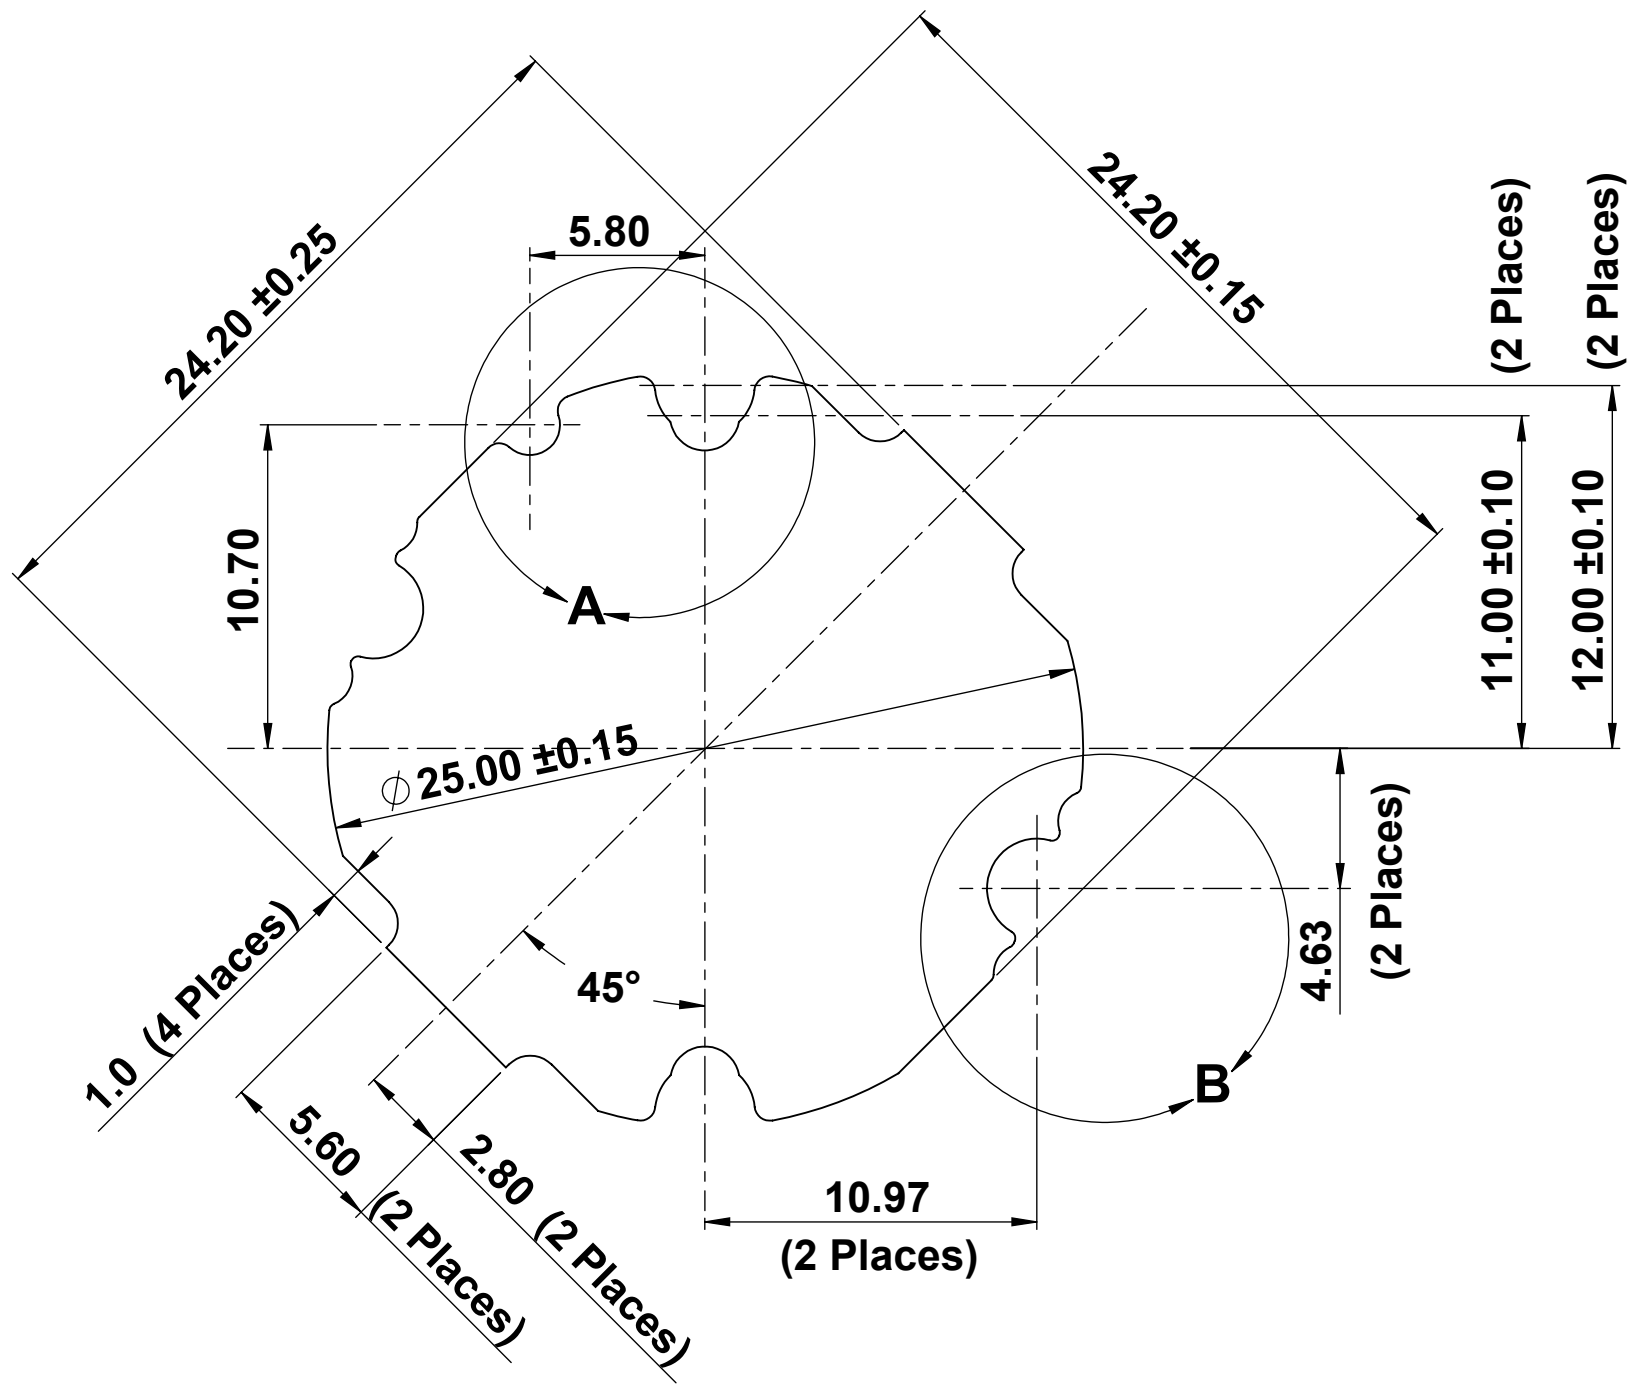 24.20 ±0.25
24.20 ±0.15
(2 Places)
(2 Places)
5.80
10.70
11.00 ±0.10
12.00 ±0.10
A
⌀ 25.00 ±0.15
4.63
(2 Places)
45°
1.0 (4 Places)
B
5.60 (2 Places)
2.80 (2 Places)
10.97
(2 Places)